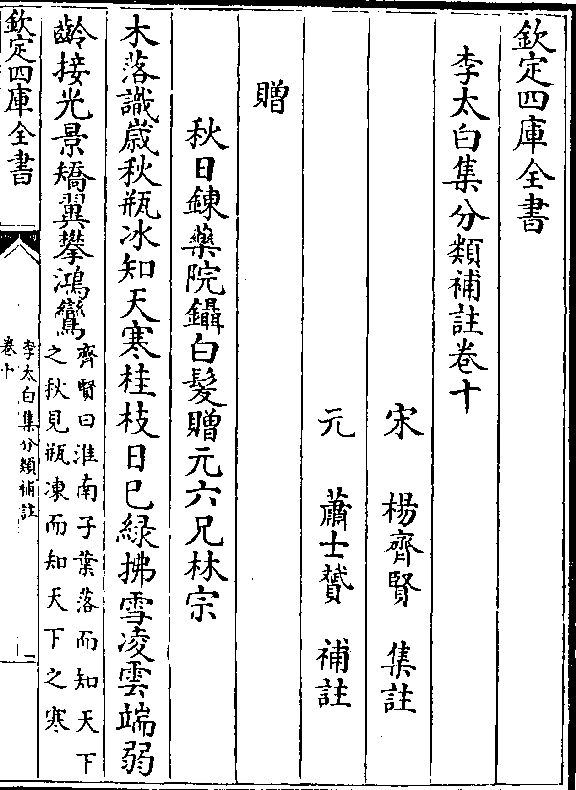 欽定四庫全書
李太白集分類補註卷十
宋　楊齊賢　集註
元　蕭士贇　補註
贈
秋日鍊藥院鑷白髮贈元六兄林宗
木落識歲秋瓶冰知天寒桂枝日已綠拂雪凌雲端弱
齡接光景矯翼攀鴻鸞
齊賢曰淮南子葉落而知天下
之秋見瓶凍而知天下之寒
欽定四庫全書
李太白集分類補註
卷十
一